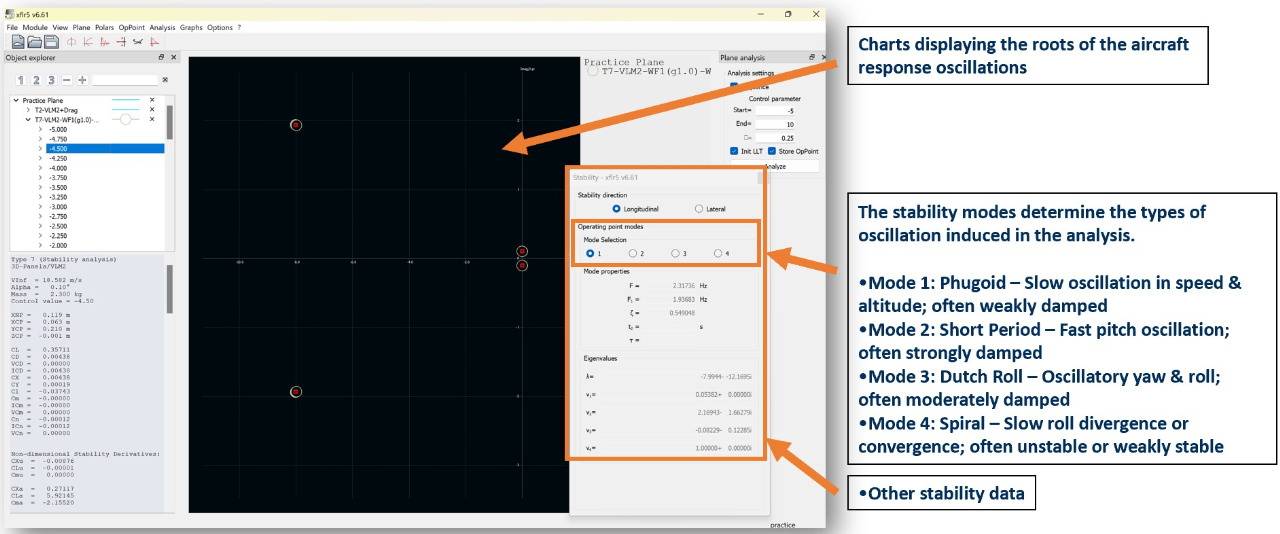 xflr5 v6.61
File Module View Plane Polars OpPoint Analysis Graphs Options ?
Object explorer
1 2 3
Practice Plane
T2-VLM2+Drag
T7-VLM2-WF1(g1.0)-...
-5.000
-4.750
-4.500
-4.250
-4.000
-3.750
-3.500
-3.250
-3.000
-2.750
-2.500
-2.250
-2.000
Type 7 (Stability analysis)
3D-Panels/VLM2
VInf = 18.582 m/s
Alpha = 0.10°
Mass = 2.300 kg
Control value = -4.50
XNP = 0.119 m
XCP = 0.063 m
YCP = 0.210 m
ZCP = -0.001 m
CL = 0.35711
CD = 0.00438
VCD = 0.00000
ICD = 0.00438
CX = 0.00438
CY = 0.00019
Cl = -0.03743
Cm = -0.00000
ICm = -0.00000
VCm = 0.00000
Cn = -0.00012
ICn = -0.00012
VCn = 0.00000
Non-dimensional Stability Derivatives:
CXu = -0.00876
CLu = -0.00001
Cmu = 0.00000
CXa = 0.27117
CLa = 5.92145
Cma = -2.15520
Practice Plane
T7-VLM2-WF1(g1.0)-W
Plane analysis
Analysis settings
Control parameter
Start= -5
End= 10
0.25
Init LLT Store OpPoint
Analyze
Stability - xflr5 v6.61
Stability direction
Longitudinal Lateral
Operating point modes
Mode Selection
1 2 3 4
Mode properties
F = 2.31736 Hz
F₁ = 1.93683 Hz
ζ = 0.549048
t₂ = s
τ =
Eigenvalues
λ= -7.9944- -12.1695i
v₁= 0.05382+ 0.00000i
v₂= 2.16943- 1.66279i
v₃= -0.08229- 0.12285i
v₄= 1.00000+ 0.00000i
practice
Charts displaying the roots of the aircraft
response oscillations
The stability modes determine the types of
oscillation induced in the analysis.
•Mode 1: Phugoid – Slow oscillation in speed &
altitude; often weakly damped
•Mode 2: Short Period – Fast pitch oscillation;
often strongly damped
•Mode 3: Dutch Roll – Oscillatory yaw & roll;
often moderately damped
•Mode 4: Spiral – Slow roll divergence or
convergence; often unstable or weakly stable
•Other stability data